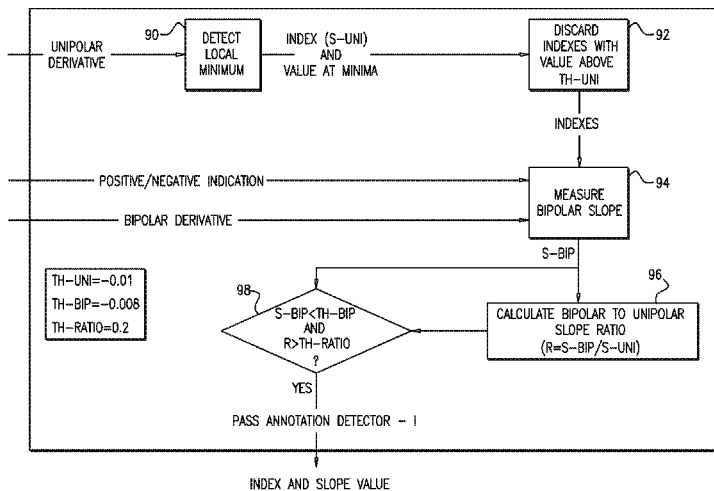 90
UNIPOLAR
DERIVATIVE
DETECT
LOCAL
MINIMUM
INDEX (S-UNI)
AND
VALUE AT MINIMA
DISCARD
INDEXES WITH
VALUE ABOVE
TH-UNI
92
INDEXES
POSITIVE/NEGATIVE INDICATION
BIPOLAR DERIVATIVE
MEASURE
BIPOLAR SLOPE
94
S-BIP
TH-UNI=-0.01
TH-BIP=-0.008
TH-RATIO=0.2
98
S-BIP<TH-BIP
AND
R>TH-RATIO
?
96
CALCULATE BIPOLAR TO UNIPOLAR
SLOPE RATIO
(R=S-BIP/S-UNI)
YES
PASS ANNOTATION DETECTOR - I
INDEX AND SLOPE VALUE